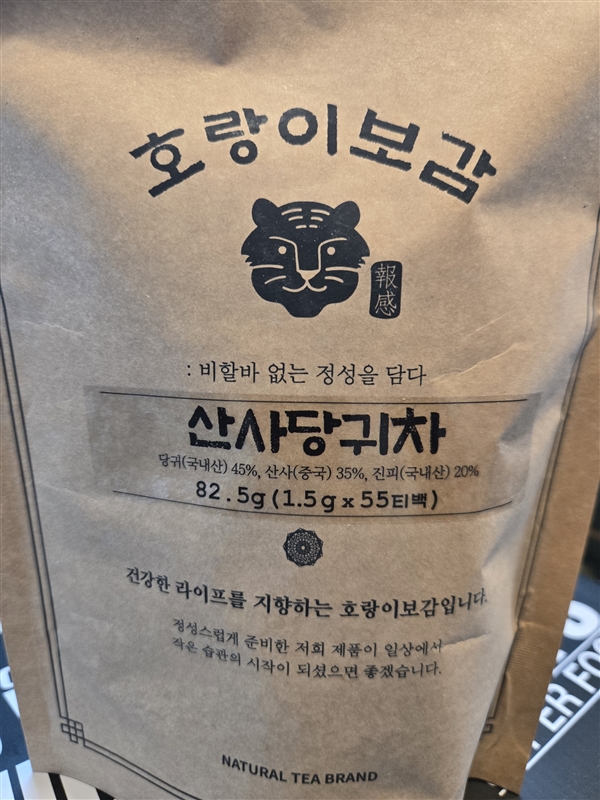 호랑이보감
報感
: 비할바 없는 정성을 담다
산사당귀차
당귀(국내산) 45%, 산사(중국) 35%, 진피(국내산) 20%
82.5g(1.5g x 55티백)
건강한 라이프를 지향하는 호랑이보감입니다.
정성스럽게 준비한 저희 제품이 일상에서
작은 습관의 시작이 되셨으면 좋겠습니다.
NATURAL TEA BRAND